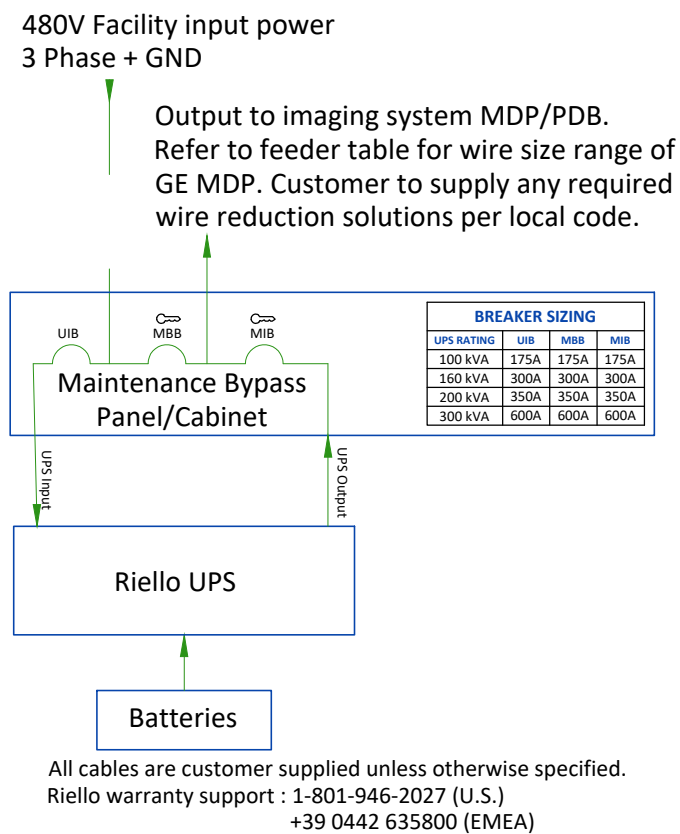 480V Facility input power
3 Phase + GND
Output to imaging system MDP/PDB.
Refer to feeder table for wire size range of
GE MDP. Customer to supply any required
wire reduction solutions per local code.
UIB
MBB
MIB
Maintenance Bypass
Panel/Cabinet
BREAKER SIZING
UPS RATING UIB MBB MIB
100 kVA 175A 175A 175A
160 kVA 300A 300A 300A
200 kVA 350A 350A 350A
300 kVA 600A 600A 600A
UPS Input
UPS Output
Riello UPS
Batteries
All cables are customer supplied unless otherwise specified.
Riello warranty support : 1-801-946-2027 (U.S.)
+39 0442 635800 (EMEA)